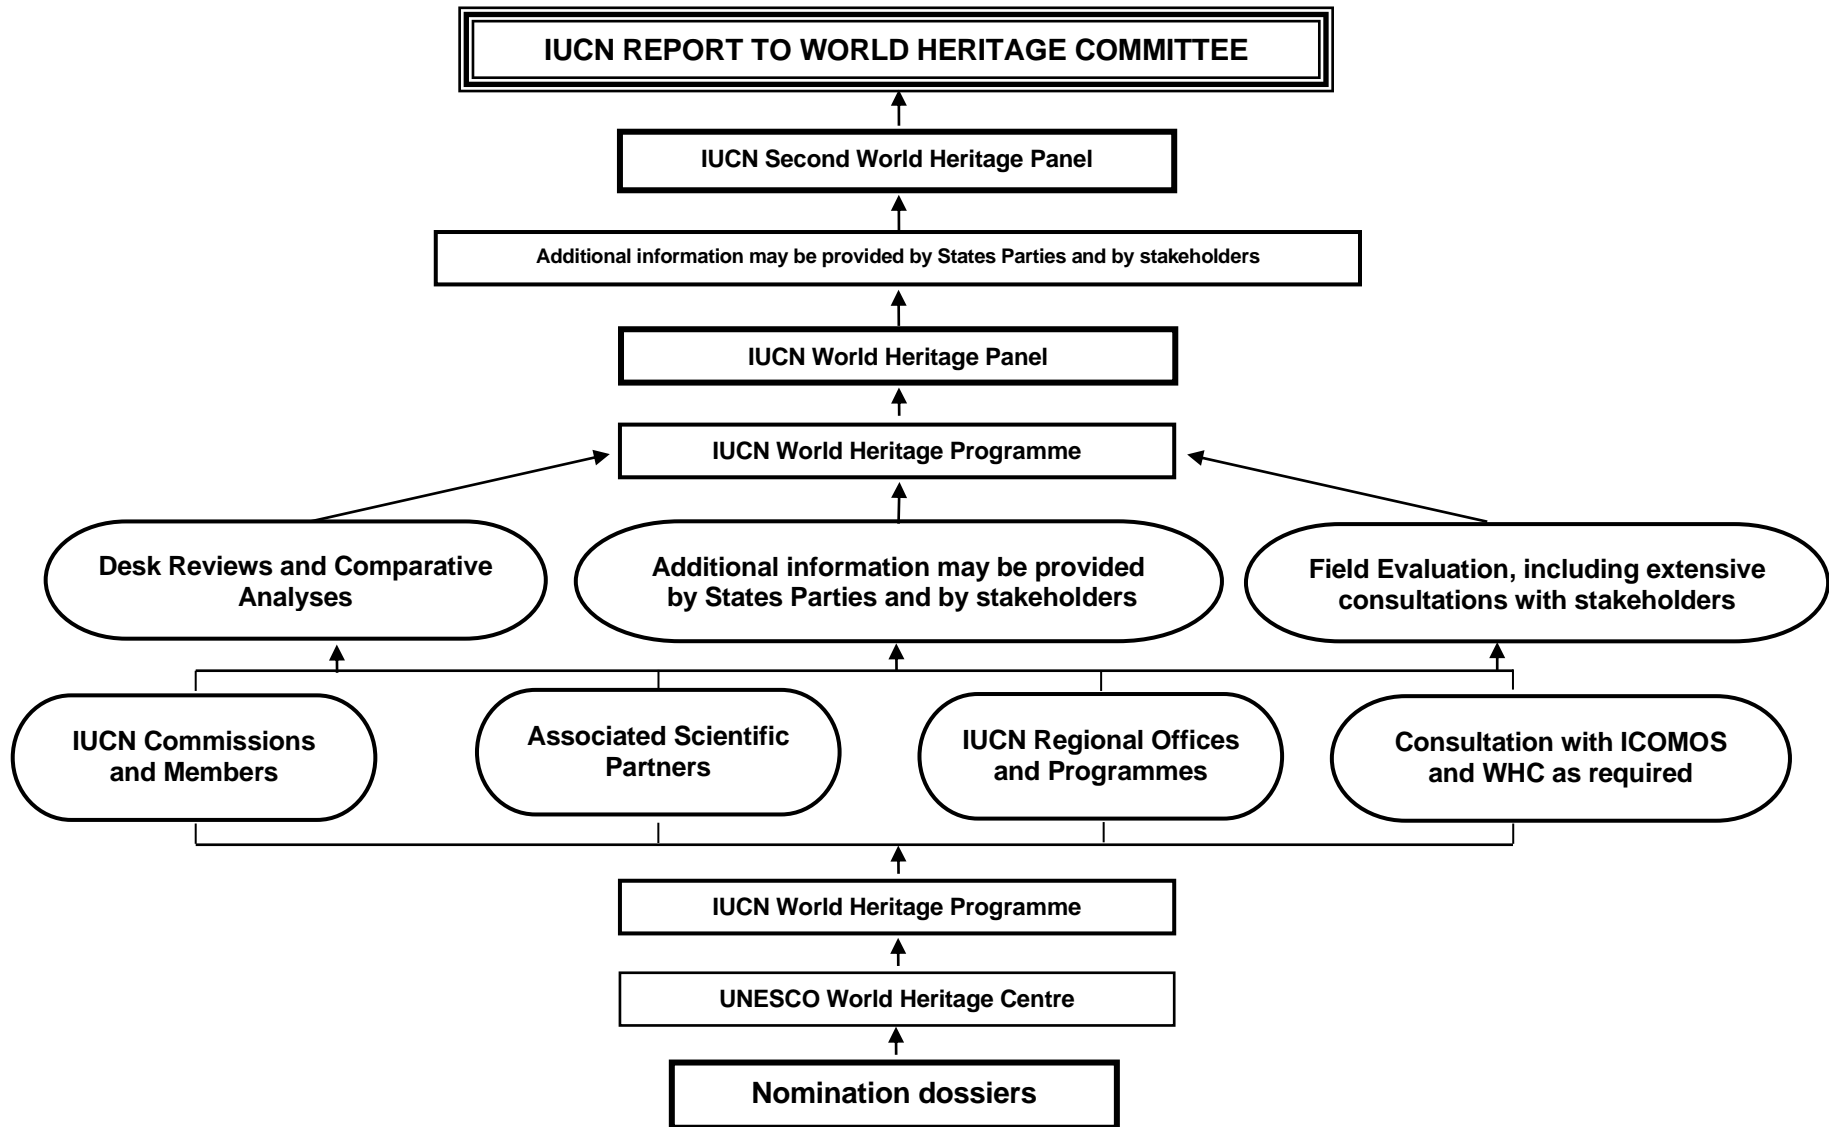 IUCN REPORT TO WORLD HERITAGE COMMITTEE
IUCN Second World Heritage Panel
Additional information may be provided by States Parties and by stakeholders
IUCN World Heritage Panel
IUCN World Heritage Programme
Desk Reviews and Comparative
Analyses
Additional information may be provided
by States Parties and by stakeholders
Field Evaluation, including extensive
consultations with stakeholders
IUCN Commissions
and Members
Associated Scientific
Partners
IUCN Regional Offices
and Programmes
Consultation with ICOMOS
and WHC as required
IUCN World Heritage Programme
UNESCO World Heritage Centre
Nomination dossiers